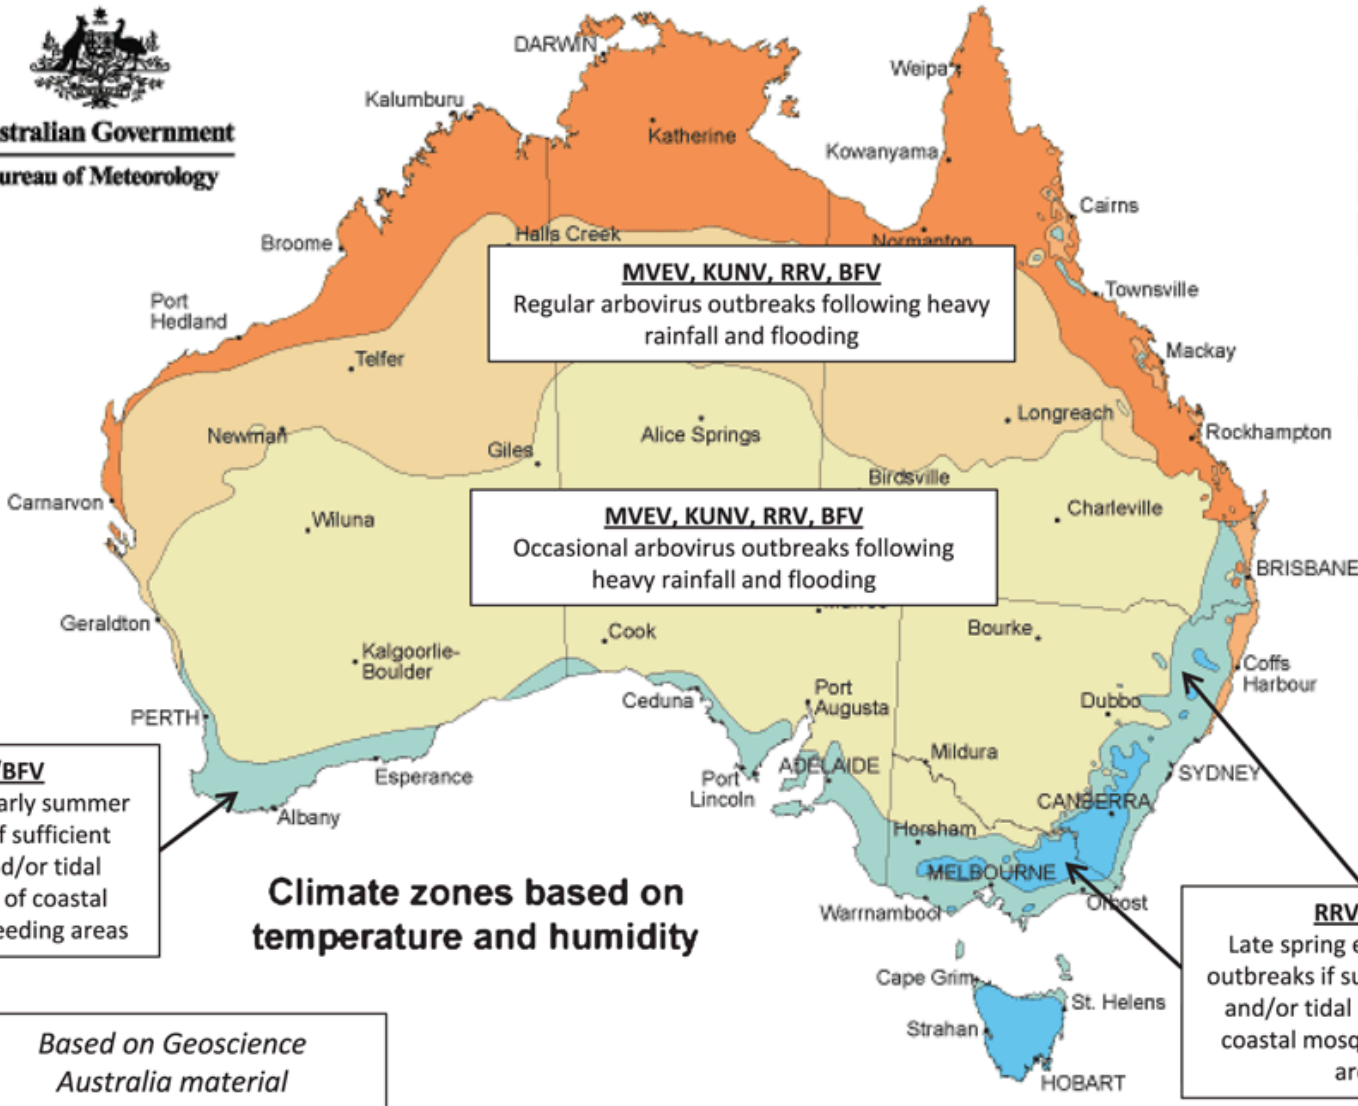 DARWIN
Weipa
Kalumburu
stralian Government
Katherine
Kowanyama
ureau of Meteorology
Cairns
Broome
Halls Creek
Normanton
MVEV, KUNV, RRV, BFV
Regular arbovirus outbreaks following heavy
rainfall and flooding
Townsville
Port
Hedland
Telfer
Mackay
Longreach
Newman
Alice Springs
Giles
Rockhampton
Birdsville
Carnarvon
Wiluna
Charleville
MVEV, KUNV, RRV, BFV
Occasional arbovirus outbreaks following
heavy rainfall and flooding
BRISBANE
Geraldton
Cook
Bourke
Kalgoorlie-
Boulder
Coffs
Harbour
Ceduna
Port
Augusta
Dubbo
PERTH
Mildura
ADELAIDE
SYDNEY
Esperance
Port
Lincoln
CANBERRA
/BFV
arly summer
f sufficient
d/or tidal
of coastal
eeding areas
Albany
Horsham
MELBOURNE
Climate zones based on
temperature and humidity
Warrnambool
Orbost
RRV
Late spring e
outbreaks if su
and/or tidal
coastal mosq
are
Cape Grim
St. Helens
Strahan
HOBART
Based on Geoscience
Australia material